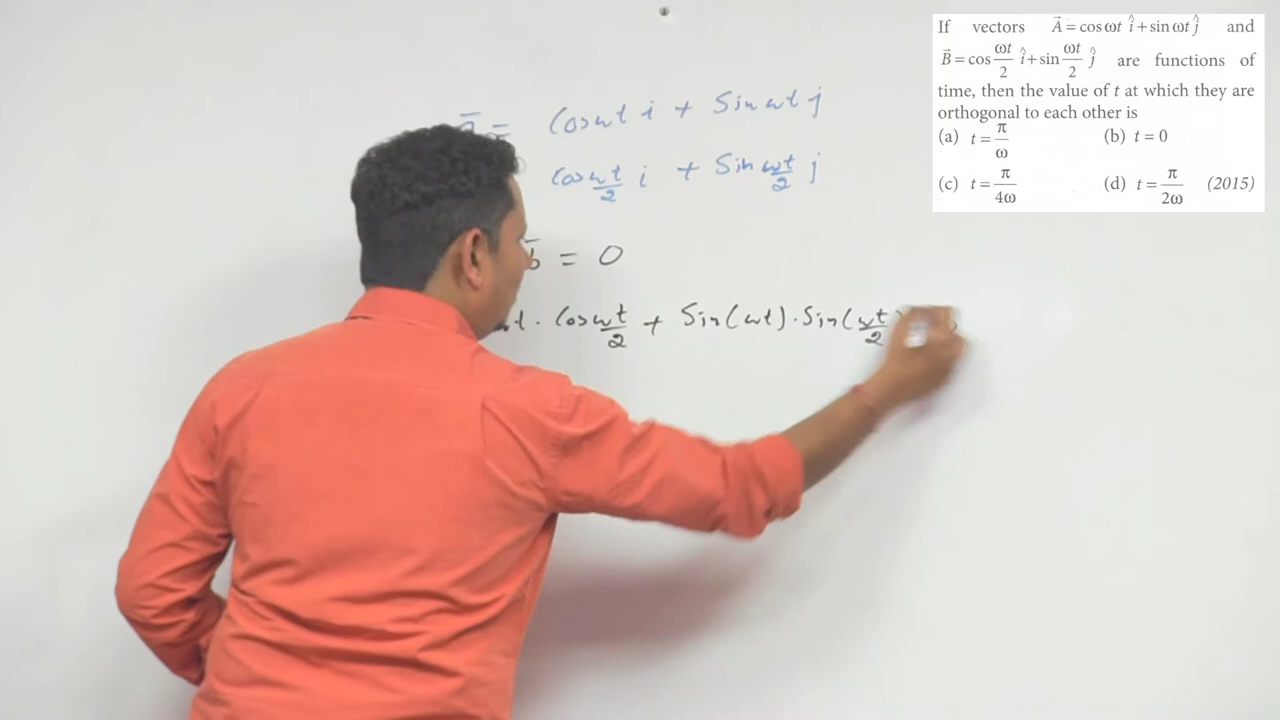 If vectors A⃗ = cos ωt î + sin ωt ĵ and
B⃗ = cos ωt/2 î + sin ωt/2 ĵ are functions of
time, then the value of t at which they are
orthogonal to each other is
(a) t = π/ω (b) t = 0
(c) t = π/4ω (d) t = π/2ω (2015)
= cosωt i + Sinωt j
cosωt/2 i + Sin ωt/2 j
b̄ = 0
t · cosωt/2 + Sin(ωt) · Sin(ωt/2)